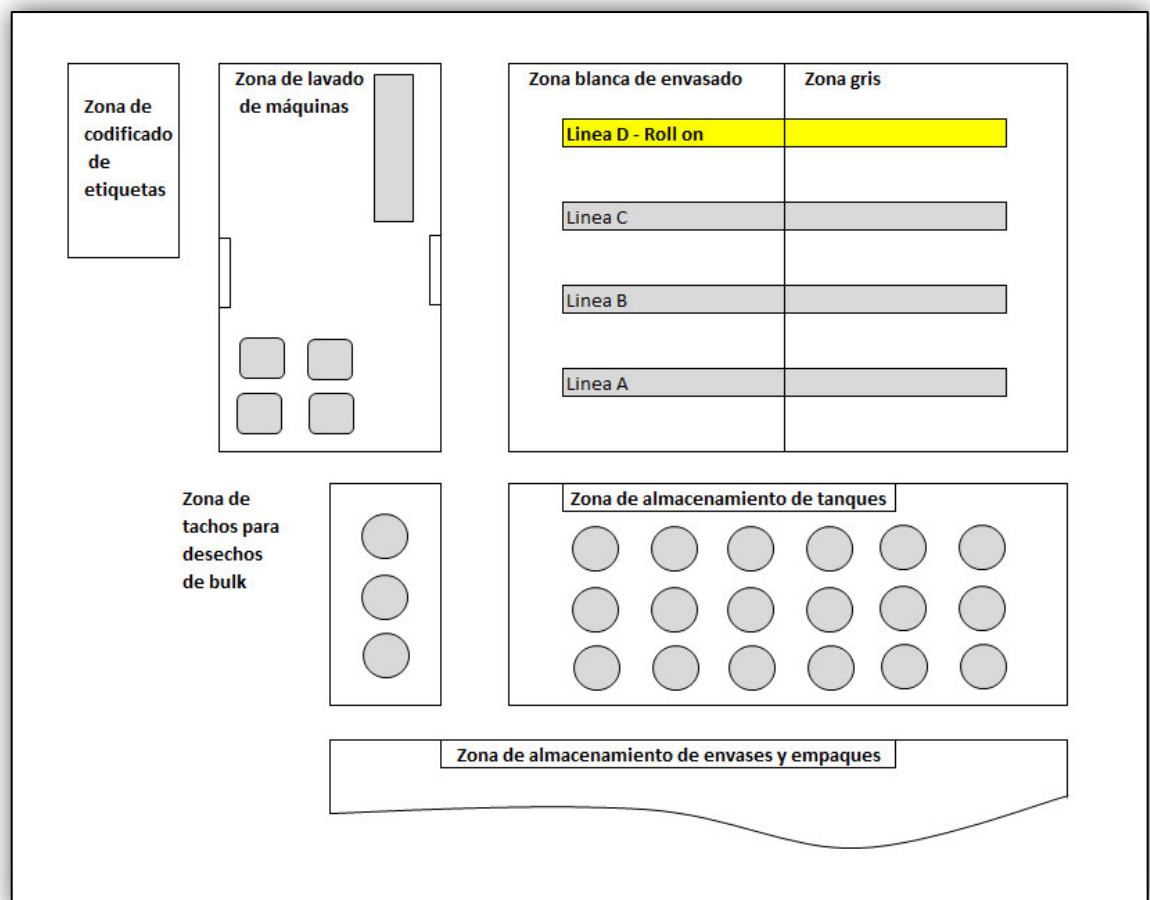 Zona de
codificado
de
etiquetas
Zona de lavado
de máquinas
Zona blanca de envasado
Zona gris
Linea D - Roll on
Linea C
Linea B
Linea A
Zona de
tachos para
desechos
de bulk
Zona de almacenamiento de tanques
Zona de almacenamiento de envases y empaques